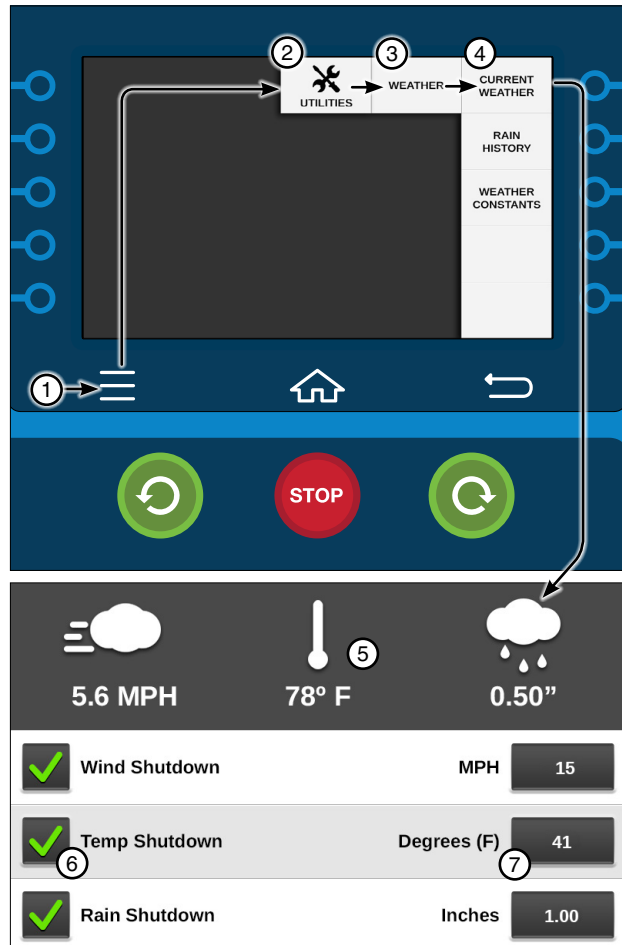 2
3
4
UTILITIES
WEATHER
CURRENT
WEATHER
RAIN
HISTORY
WEATHER
CONSTANTS
1
STOP
5
5.6 MPH
78º F
0.50”
Wind Shutdown
MPH
15
Temp Shutdown
Degrees (F)
41
6
7
Rain Shutdown
Inches
1.00